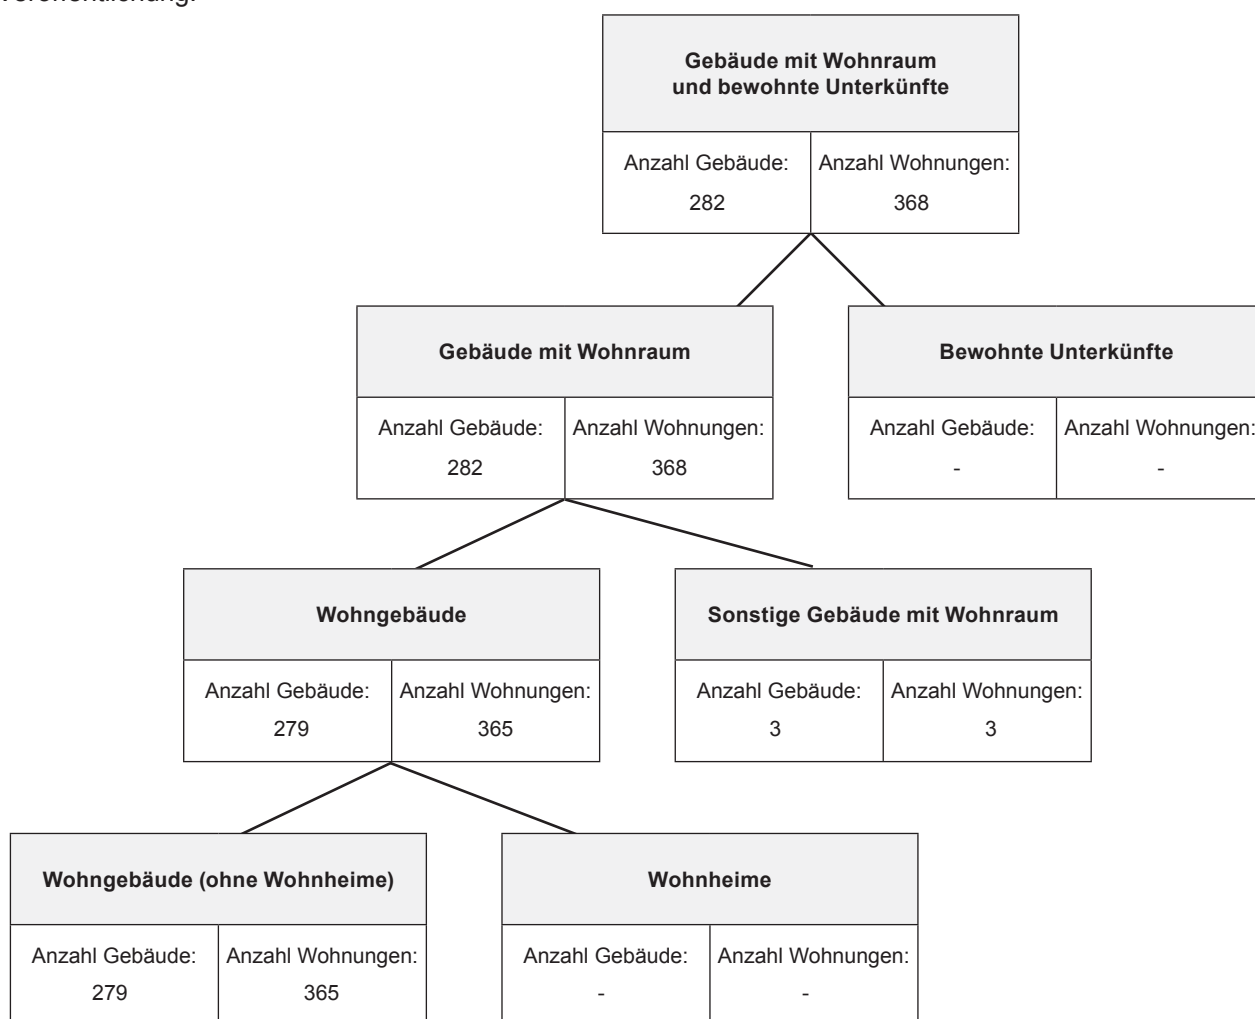 Veröffentlichung.
Gebäude mit Wohnraum
und bewohnte Unterkünfte
Anzahl Gebäude: Anzahl Wohnungen:
282 368
Gebäude mit Wohnraum Bewohnte Unterkünfte
Anzahl Gebäude: Anzahl Wohnungen: Anzahl Gebäude: Anzahl Wohnungen:
282 368 - -
Wohngebäude Sonstige Gebäude mit Wohnraum
Anzahl Gebäude: Anzahl Wohnungen: Anzahl Gebäude: Anzahl Wohnungen:
279 365 3 3
Wohngebäude (ohne Wohnheime) Wohnheime
Anzahl Gebäude: Anzahl Wohnungen: Anzahl Gebäude: Anzahl Wohnungen:
279 365 - -